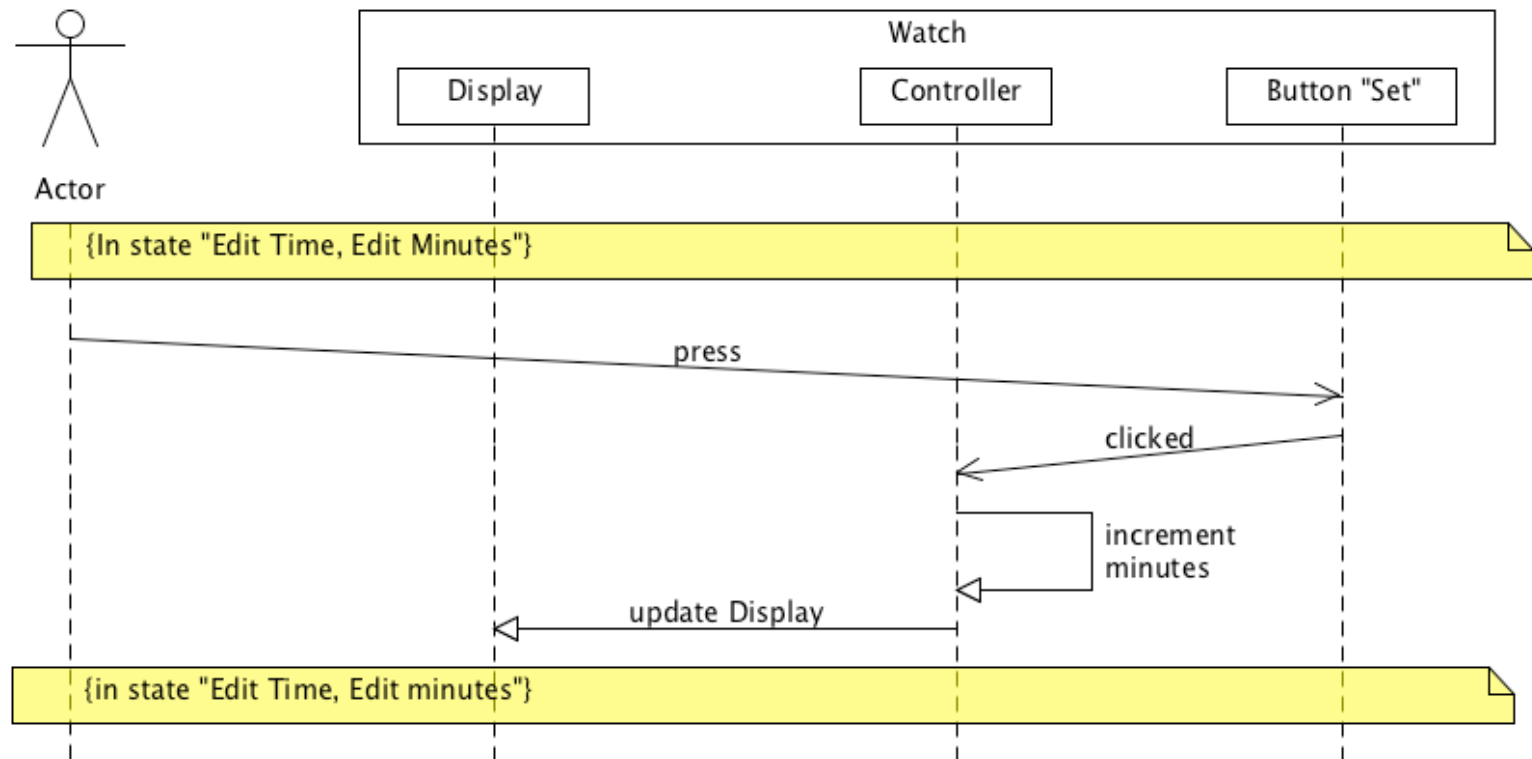 Watch
Display
Controller
Button "Set"
Actor
{In state "Edit Time, Edit Minutes"}
press
clicked
increment
minutes
update Display
{in state "Edit Time, Edit minutes"}